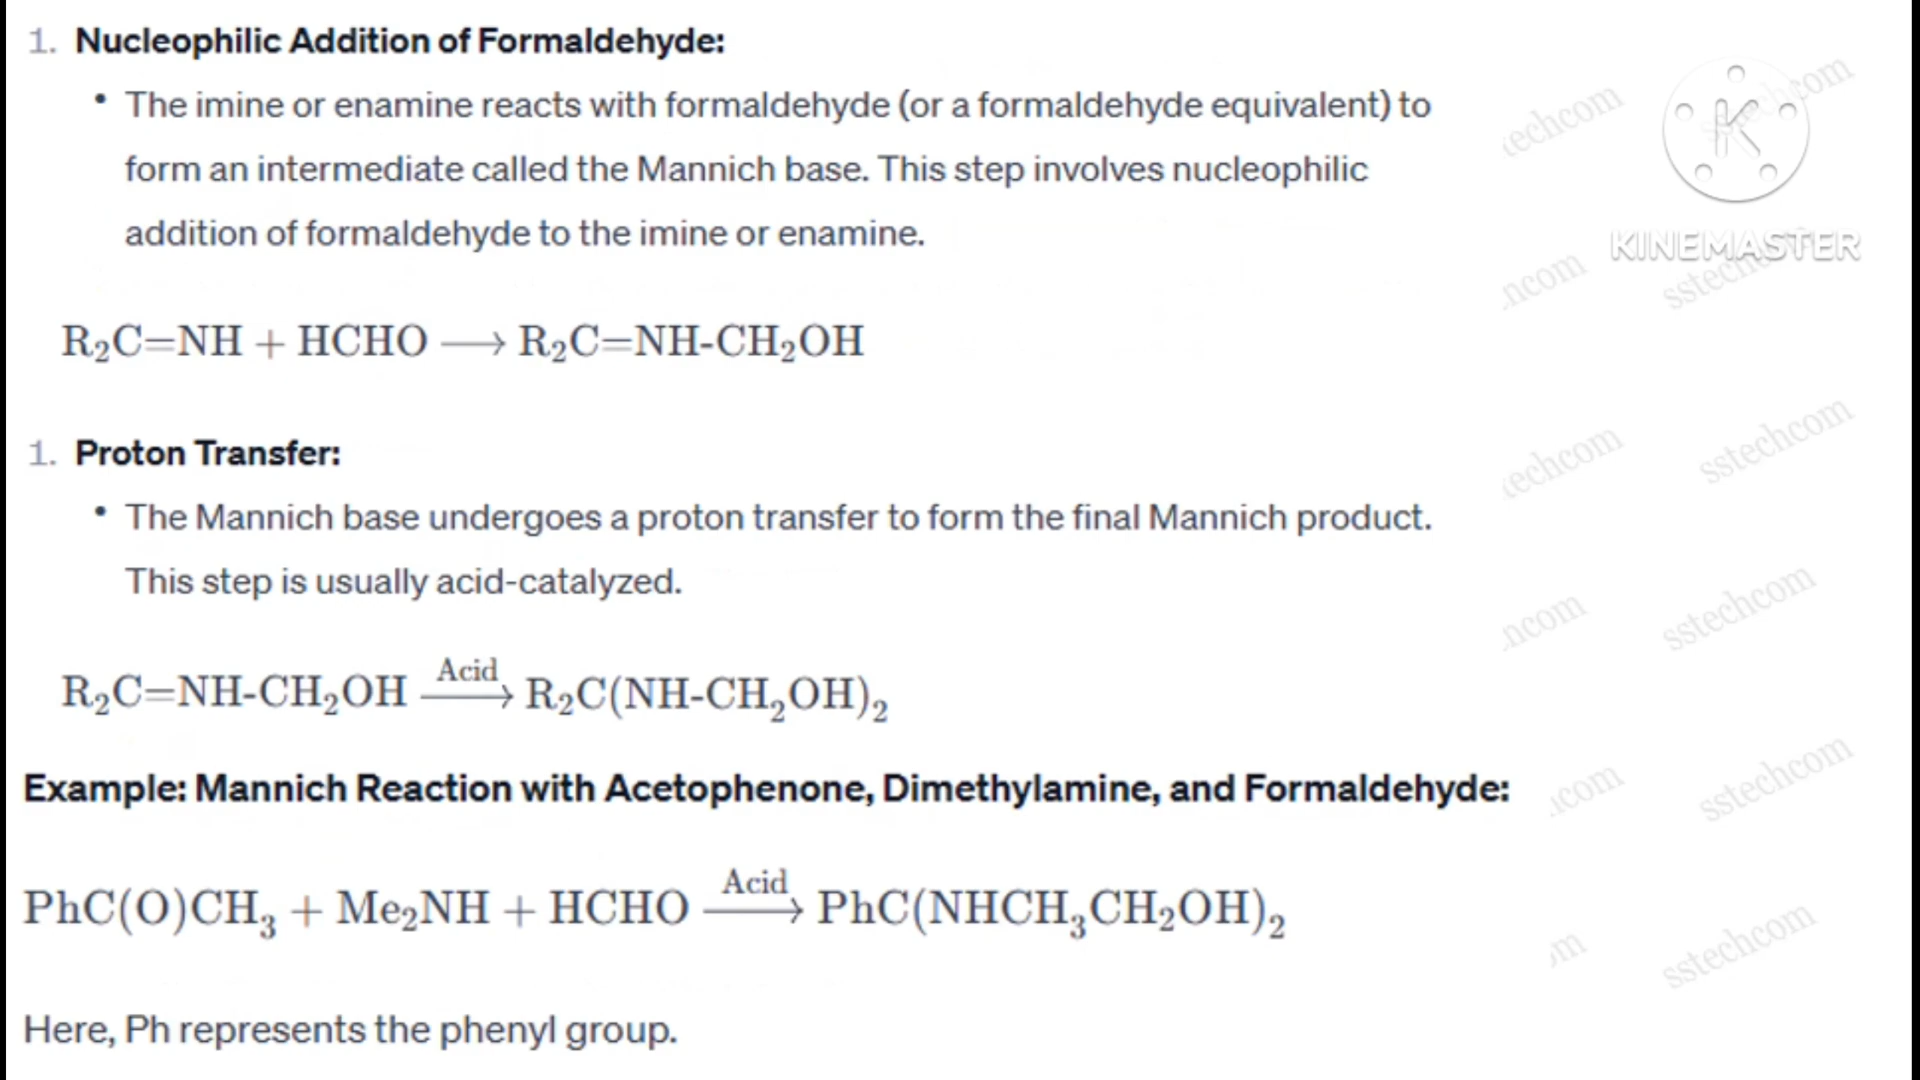 1. Nucleophilic Addition of Formaldehyde:
• The imine or enamine reacts with formaldehyde (or a formaldehyde equivalent) to
form an intermediate called the Mannich base. This step involves nucleophilic
addition of formaldehyde to the imine or enamine.
R₂C=NH + HCHO ⟶ R₂C=NH-CH₂OH
1. Proton Transfer:
• The Mannich base undergoes a proton transfer to form the final Mannich product.
This step is usually acid-catalyzed.
Acid
R₂C=NH-CH₂OH ⟶ R₂C(NH-CH₂OH)₂
Example: Mannich Reaction with Acetophenone, Dimethylamine, and Formaldehyde:
Acid
PhC(O)CH₃ + Me₂NH + HCHO ⟶ PhC(NHCH₃CH₂OH)₂
Here, Ph represents the phenyl group.
K
KINEMASTER
sstechcom
sstechcom
sstechcom
sstechcom